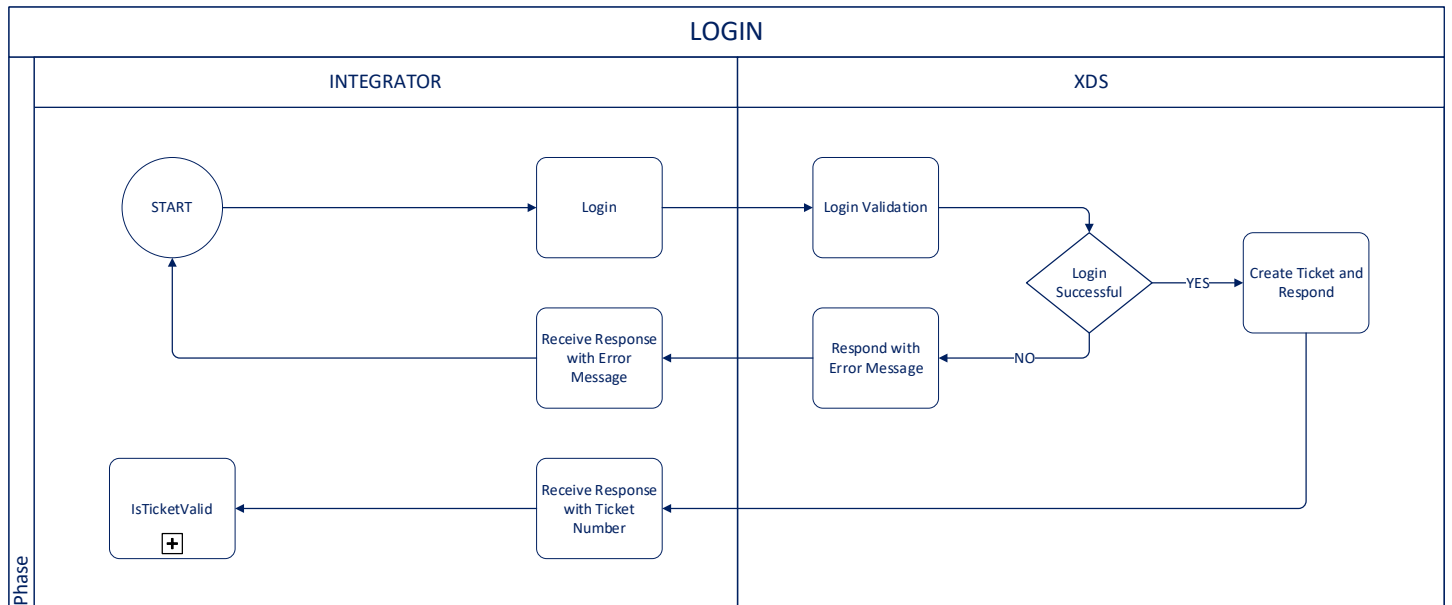 LOGIN
INTEGRATOR
XDS
START
Login
Login Validation
Login
Successful
YES
Create Ticket and
Respond
Receive Response
with Error
Message
Respond with
Error Message
NO
IsTicketValid
Receive Response
with Ticket
Number
Phase